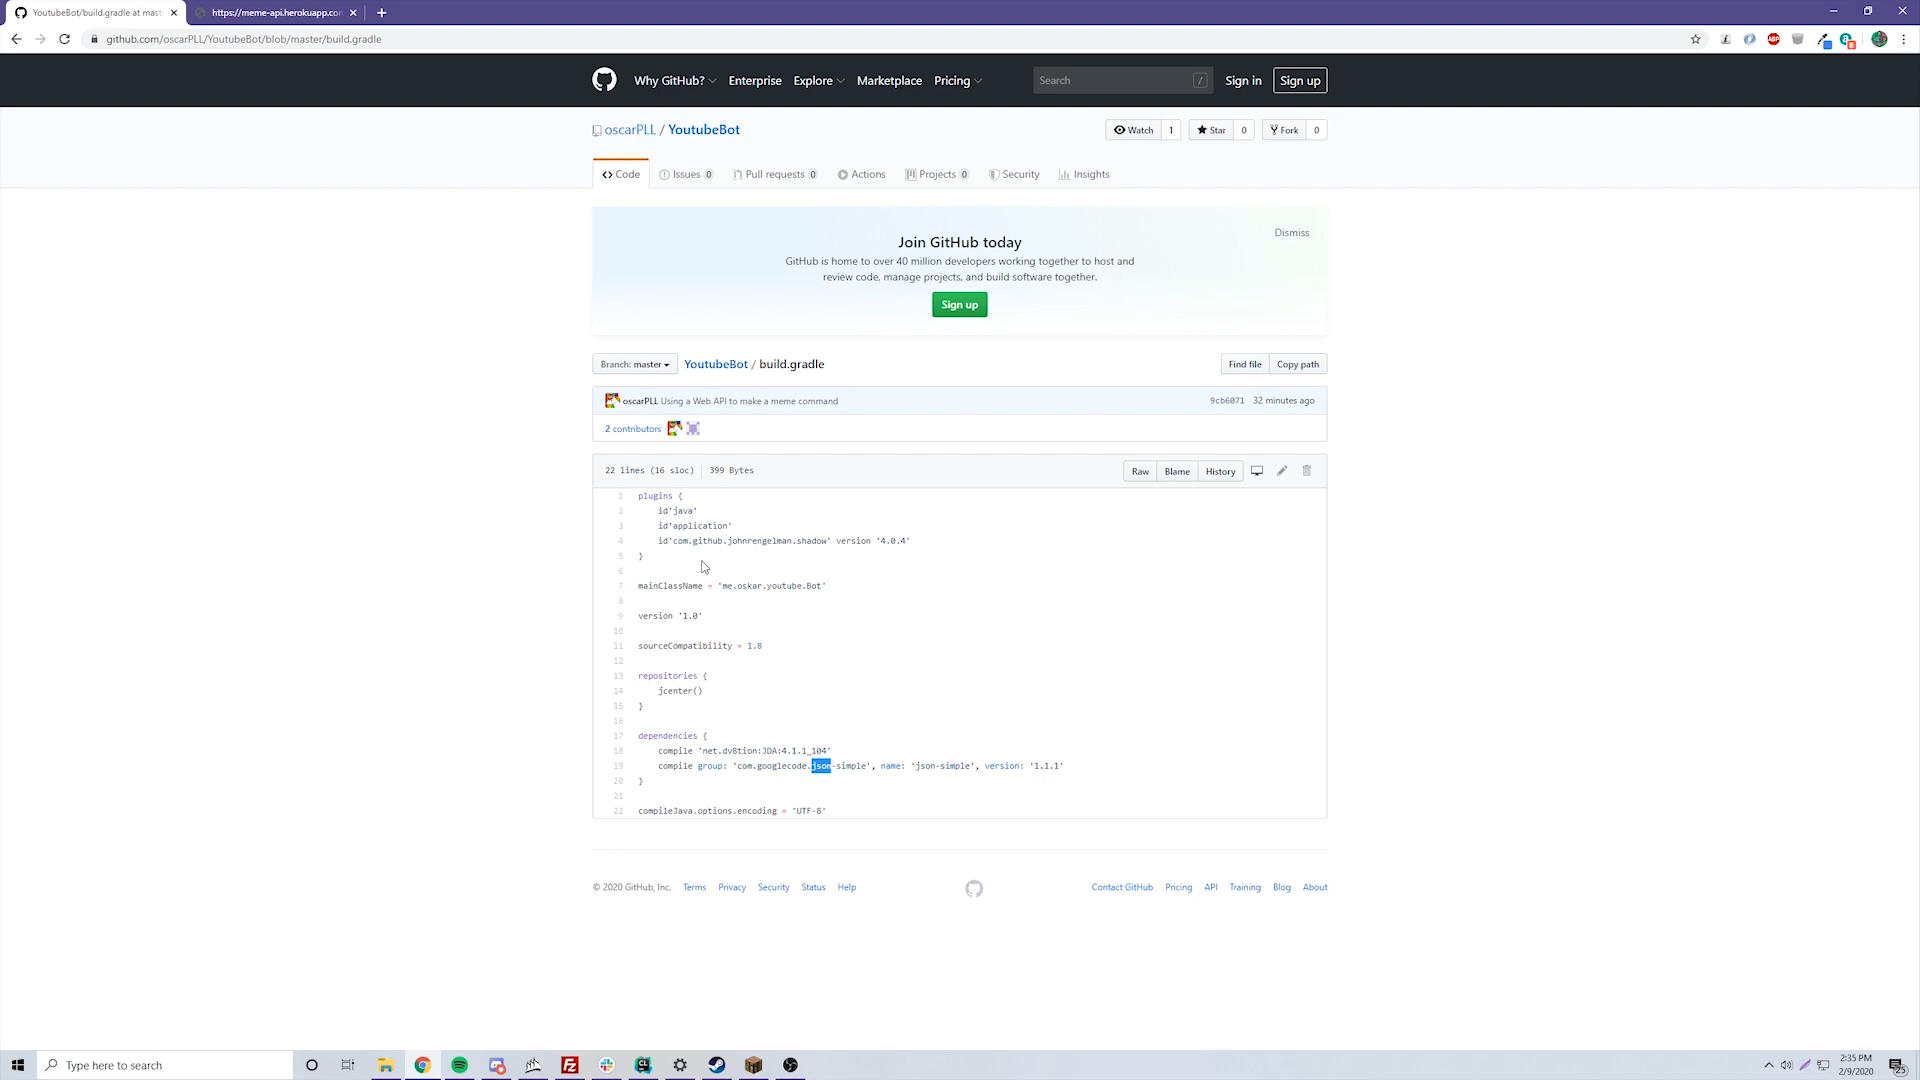 YoutubeBot/build.gradle at mast
https://meme-api.herokuapp.con
github.com/oscarPLL/YoutubeBot/blob/master/build.gradle
Why GitHub?
Enterprise
Explore
Marketplace
Pricing
Search
/
Sign in
Sign up
oscarPLL / YoutubeBot
Watch 1
Star 0
Fork 0
Code
Issues 0
Pull requests 0
Actions
Projects 0
Security
Insights
Join GitHub today
Dismiss
GitHub is home to over 40 million developers working together to host and
review code, manage projects, and build software together.
Sign up
Branch: master
YoutubeBot / build.gradle
Find file
Copy path
oscarPLL Using a Web API to make a meme command
9cb6071 32 minutes ago
2 contributors
22 lines (16 sloc) 399 Bytes
Raw
Blame
History
1 plugins {
2 id'java'
3 id'application'
4 id'com.github.johnrengelman.shadow' version '4.0.4'
5 }
6
7 mainClassName = 'me.oskar.youtube.Bot'
8
9 version '1.0'
10
11 sourceCompatibility = 1.8
12
13 repositories {
14 jcenter()
15 }
16
17 dependencies {
18 compile 'net.dv8tion:JDA:4.1.1_104'
19 compile group: 'com.googlecode.json-simple', name: 'json-simple', version: '1.1.1'
20 }
21
22 compileJava.options.encoding = 'UTF-8'
© 2020 GitHub, Inc.
Terms
Privacy
Security
Status
Help
Contact GitHub
Pricing
API
Training
Blog
About
Type here to search
2:35 PM
2/9/2020